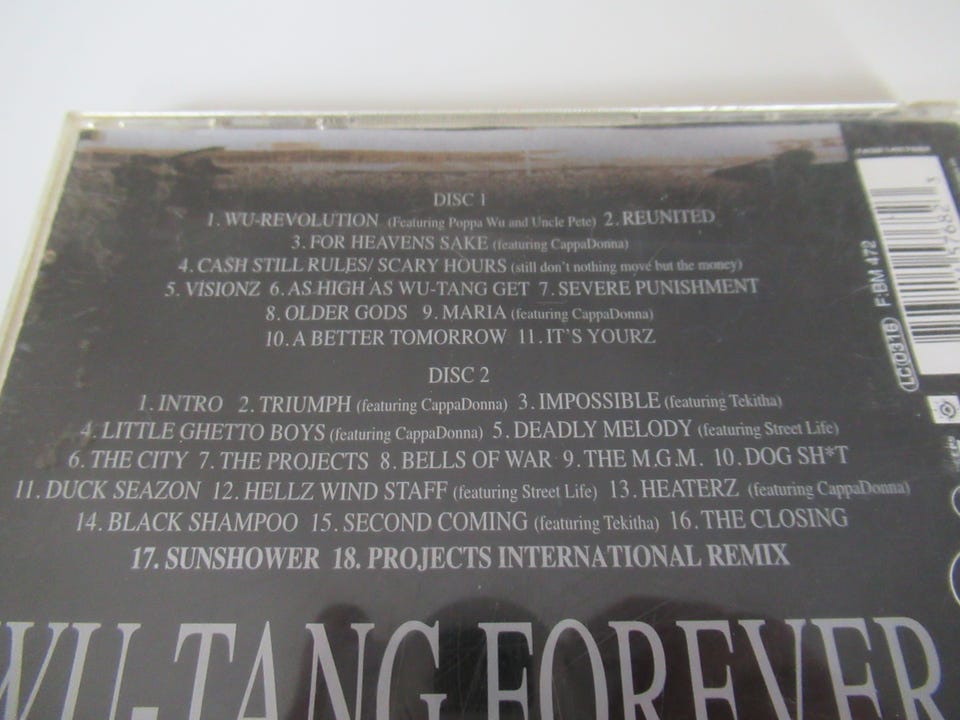 DISC 1
1. WU-REVOLUTION (Featuring Poppa Wu and Uncle Pete) 2. REUNITED
3. FOR HEAVENS SAKE (featuring CappaDonna)
4. CASH STILL RULES/ SCARY HOURS (still don't nothing move but the money)
5. VISIONZ 6. AS HIGH AS WU-TANG GET 7. SEVERE PUNISHMENT
8. OLDER GODS 9. MARIA (featuring CappaDonna)
10. A BETTER TOMORROW 11. IT'S YOURZ
DISC 2
1. INTRO 2. TRIUMPH (featuring CappaDonna) 3. IMPOSSIBLE (featuring Tekitha)
4. LITTLE GHETTO BOYS (featuring CappaDonna) 5. DEADLY MELODY (featuring Street Life)
6. THE CITY 7. THE PROJECTS 8. BELLS OF WAR 9. THE M.G.M. 10. DOG SH*T
11. DUCK SEAZON 12. HELLZ WIND STAFF (featuring Street Life) 13. HEATERZ (featuring CappaDonna)
14. BLACK SHAMPOO 15. SECOND COMING (featuring Tekitha) 16. THE CLOSING
17. SUNSHOWER 18. PROJECTS INTERNATIONAL REMIX
WU-TANG FOREVER
LC 0316 F: BM 472